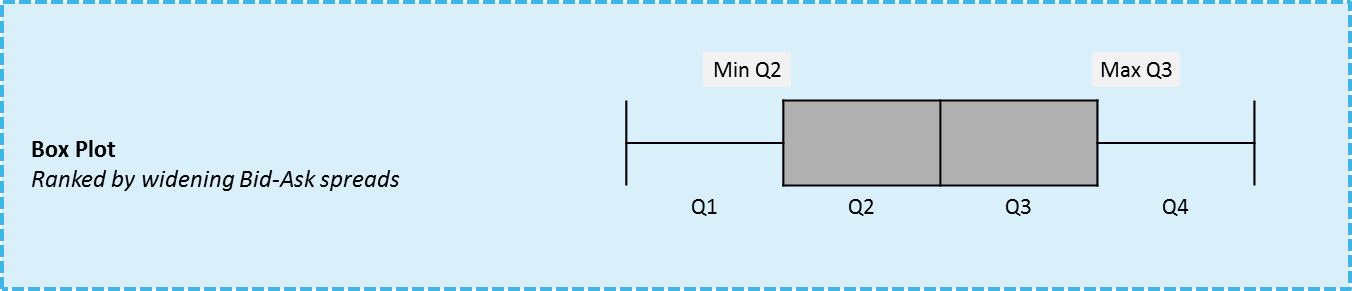 Min Q2
Max Q3
Box Plot
Ranked by widening Bid-Ask spreads
Q1
Q2
Q3
Q4